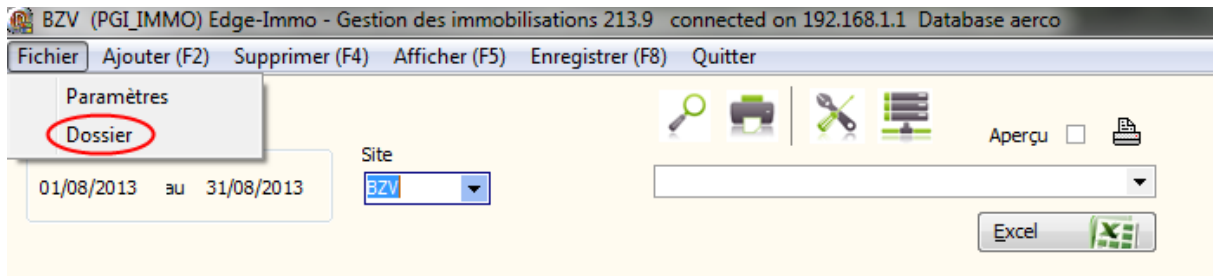 BZV (PGI_IMMO) Edge-Immo - Gestion des immobilisations 213.9 connected on 192.168.1.1 Database aerco
Fichier Ajouter (F2) Supprimer (F4) Afficher (F5) Enregistrer (F8) Quitter
Paramètres
Dossier
Aperçu
Site
01/08/2013 au 31/08/2013 BZV
Excel